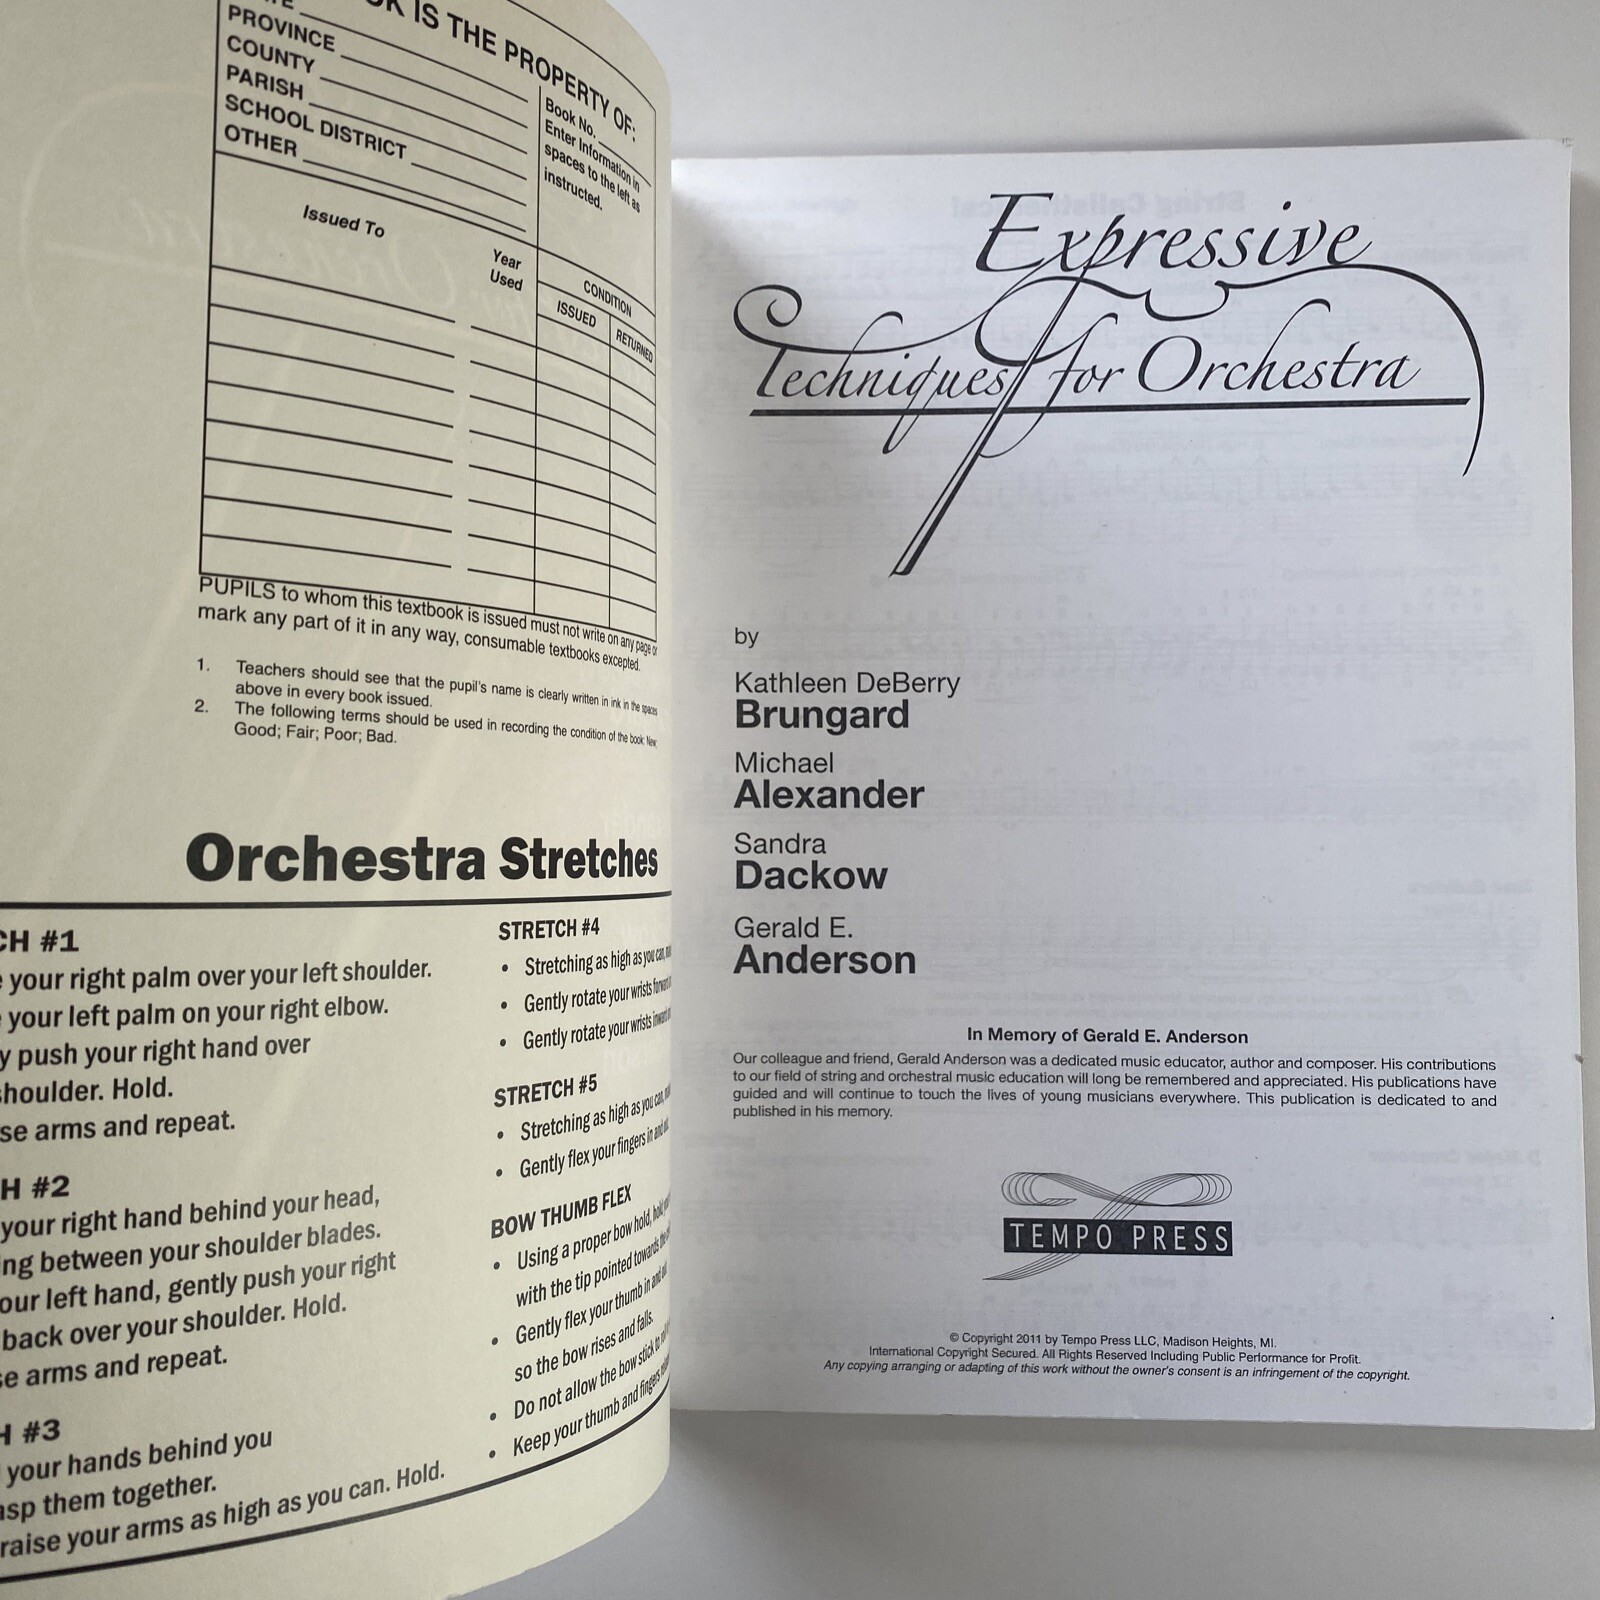 K IS THE PROPERTY OF:
PROVINCE
COUNTY
PARISH
SCHOOL DISTRICT
OTHER
Book No.
Enter Information in
spaces to the left as
instructed.
Issued To
Year
Used
CONDITION
ISSUED
RETURNED
PUPILS to whom this textbook is issued must not write on any page or
mark any part of it in any way, consumable textbooks excepted.
1. Teachers should see that the pupil's name is clearly written in ink in the spaces
above in every book issued.
2. The following terms should be used in recording the condition of the book: New;
Good; Fair; Poor; Bad.
Orchestra Stretches
CH #1
your right palm over your left shoulder.
your left palm on your right elbow.
y push your right hand over
shoulder. Hold.
se arms and repeat.
H #2
your right hand behind your head,
ng between your shoulder blades.
our left hand, gently push your right
back over your shoulder. Hold.
se arms and repeat.
H #3
your hands behind you
asp them together.
raise your arms as high as you can. Hold.
STRETCH #4
• Stretching as high as you can,
• Gently rotate your wrists
• Gently rotate your wrists
STRETCH #5
• Stretching as high as you can,
• Gently flex your fingers in and out.
BOW THUMB FLEX
• Using a proper bow hold,
with the tip pointed towards the
• Gently flex your thumb in and out
so the bow rises and falls.
• Do not allow the bow stick to
• Keep your thumb and fingers
Expressive
Techniques for Orchestra
by
Kathleen DeBerry
Brungard
Michael
Alexander
Sandra
Dackow
Gerald E.
Anderson
In Memory of Gerald E. Anderson
Our colleague and friend, Gerald Anderson was a dedicated music educator, author and composer. His contributions
to our field of string and orchestral music education will long be remembered and appreciated. His publications have
guided and will continue to touch the lives of young musicians everywhere. This publication is dedicated to and
published in his memory.
TEMPO PRESS
© Copyright 2011 by Tempo Press LLC, Madison Heights, MI.
International Copyright Secured. All Rights Reserved Including Public Performance for Profit.
Any copying arranging or adapting of this work without the owner's consent is an infringement of the copyright.